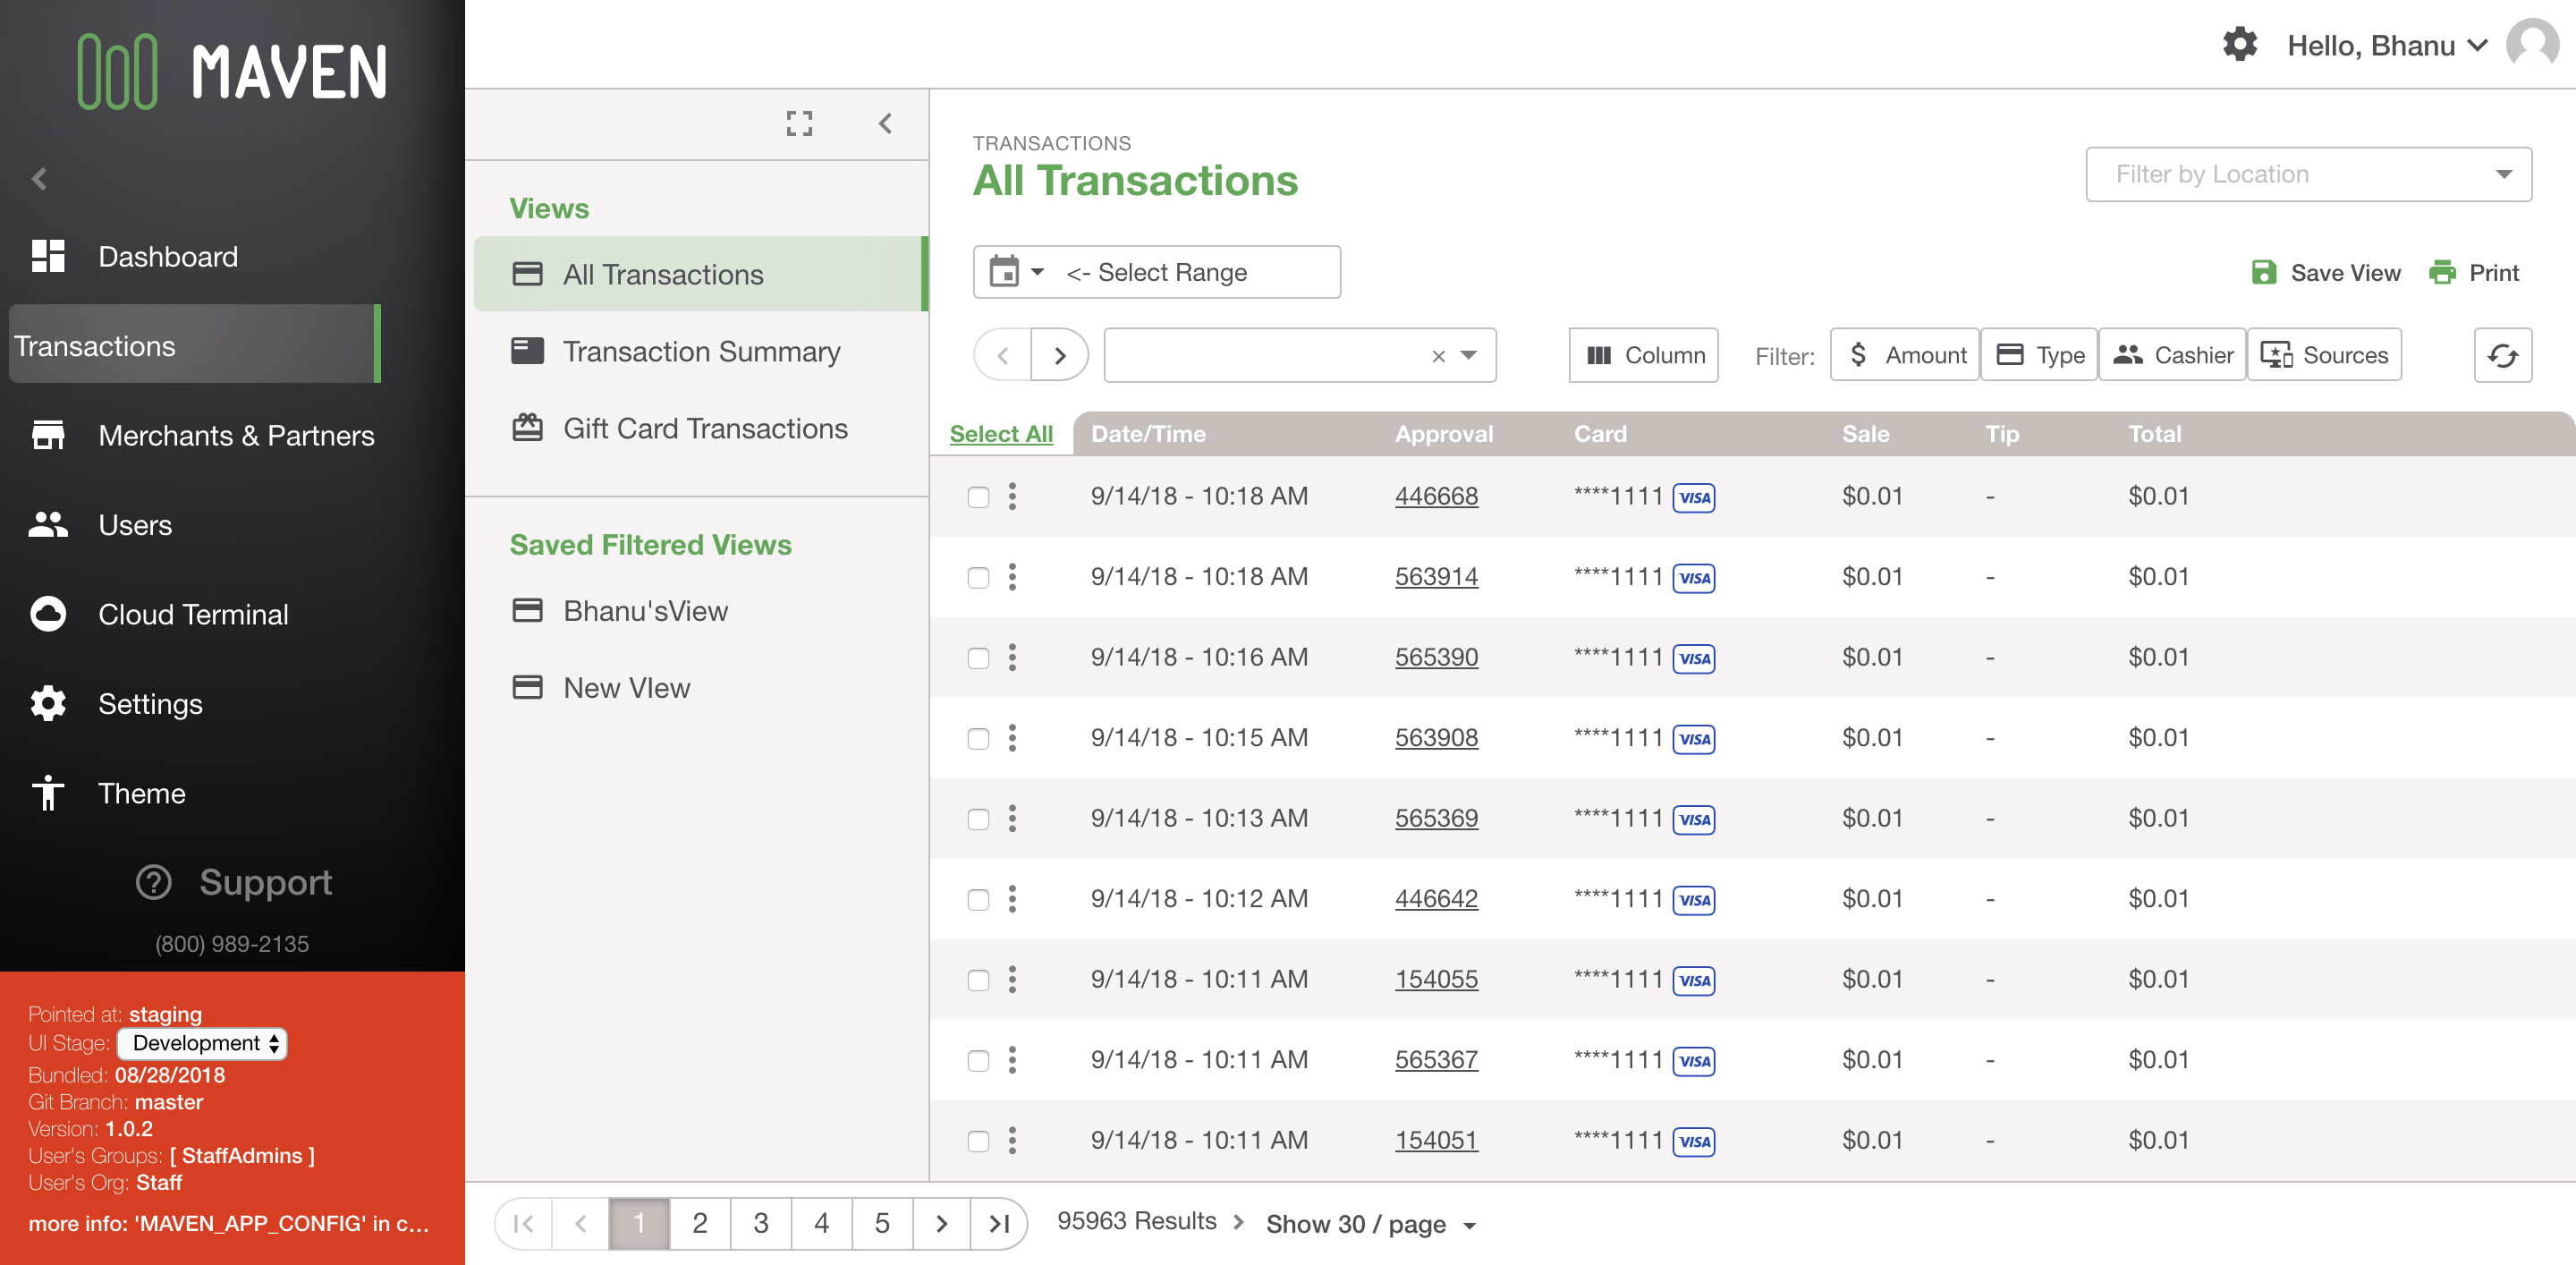 MAVEN
Hello, Bhanu
Dashboard
Transactions
Merchants & Partners
Users
Cloud Terminal
Settings
Theme
Support
(800) 989-2135
Pointed at: staging
UI Stage: Development
Bundled: 08/28/2018
Git Branch: master
Version: 1.0.2
User's Groups: [ StaffAdmins ]
User's Org: Staff
more info: 'MAVEN_APP_CONFIG' in c...
Views
All Transactions
Transaction Summary
Gift Card Transactions
Saved Filtered Views
Bhanu'sView
New VIew
TRANSACTIONS
All Transactions
Filter by Location
<- Select Range
Save View Print
× Column Filter: $ Amount Type Cashier Sources
Select All Date/Time Approval Card Sale Tip Total
9/14/18 - 10:18 AM 446668 ****1111 VISA $0.01 - $0.01
9/14/18 - 10:18 AM 563914 ****1111 VISA $0.01 - $0.01
9/14/18 - 10:16 AM 565390 ****1111 VISA $0.01 - $0.01
9/14/18 - 10:15 AM 563908 ****1111 VISA $0.01 - $0.01
9/14/18 - 10:13 AM 565369 ****1111 VISA $0.01 - $0.01
9/14/18 - 10:12 AM 446642 ****1111 VISA $0.01 - $0.01
9/14/18 - 10:11 AM 154055 ****1111 VISA $0.01 - $0.01
9/14/18 - 10:11 AM 565367 ****1111 VISA $0.01 - $0.01
9/14/18 - 10:11 AM 154051 ****1111 VISA $0.01 - $0.01
1 2 3 4 5 95963 Results Show 30 / page